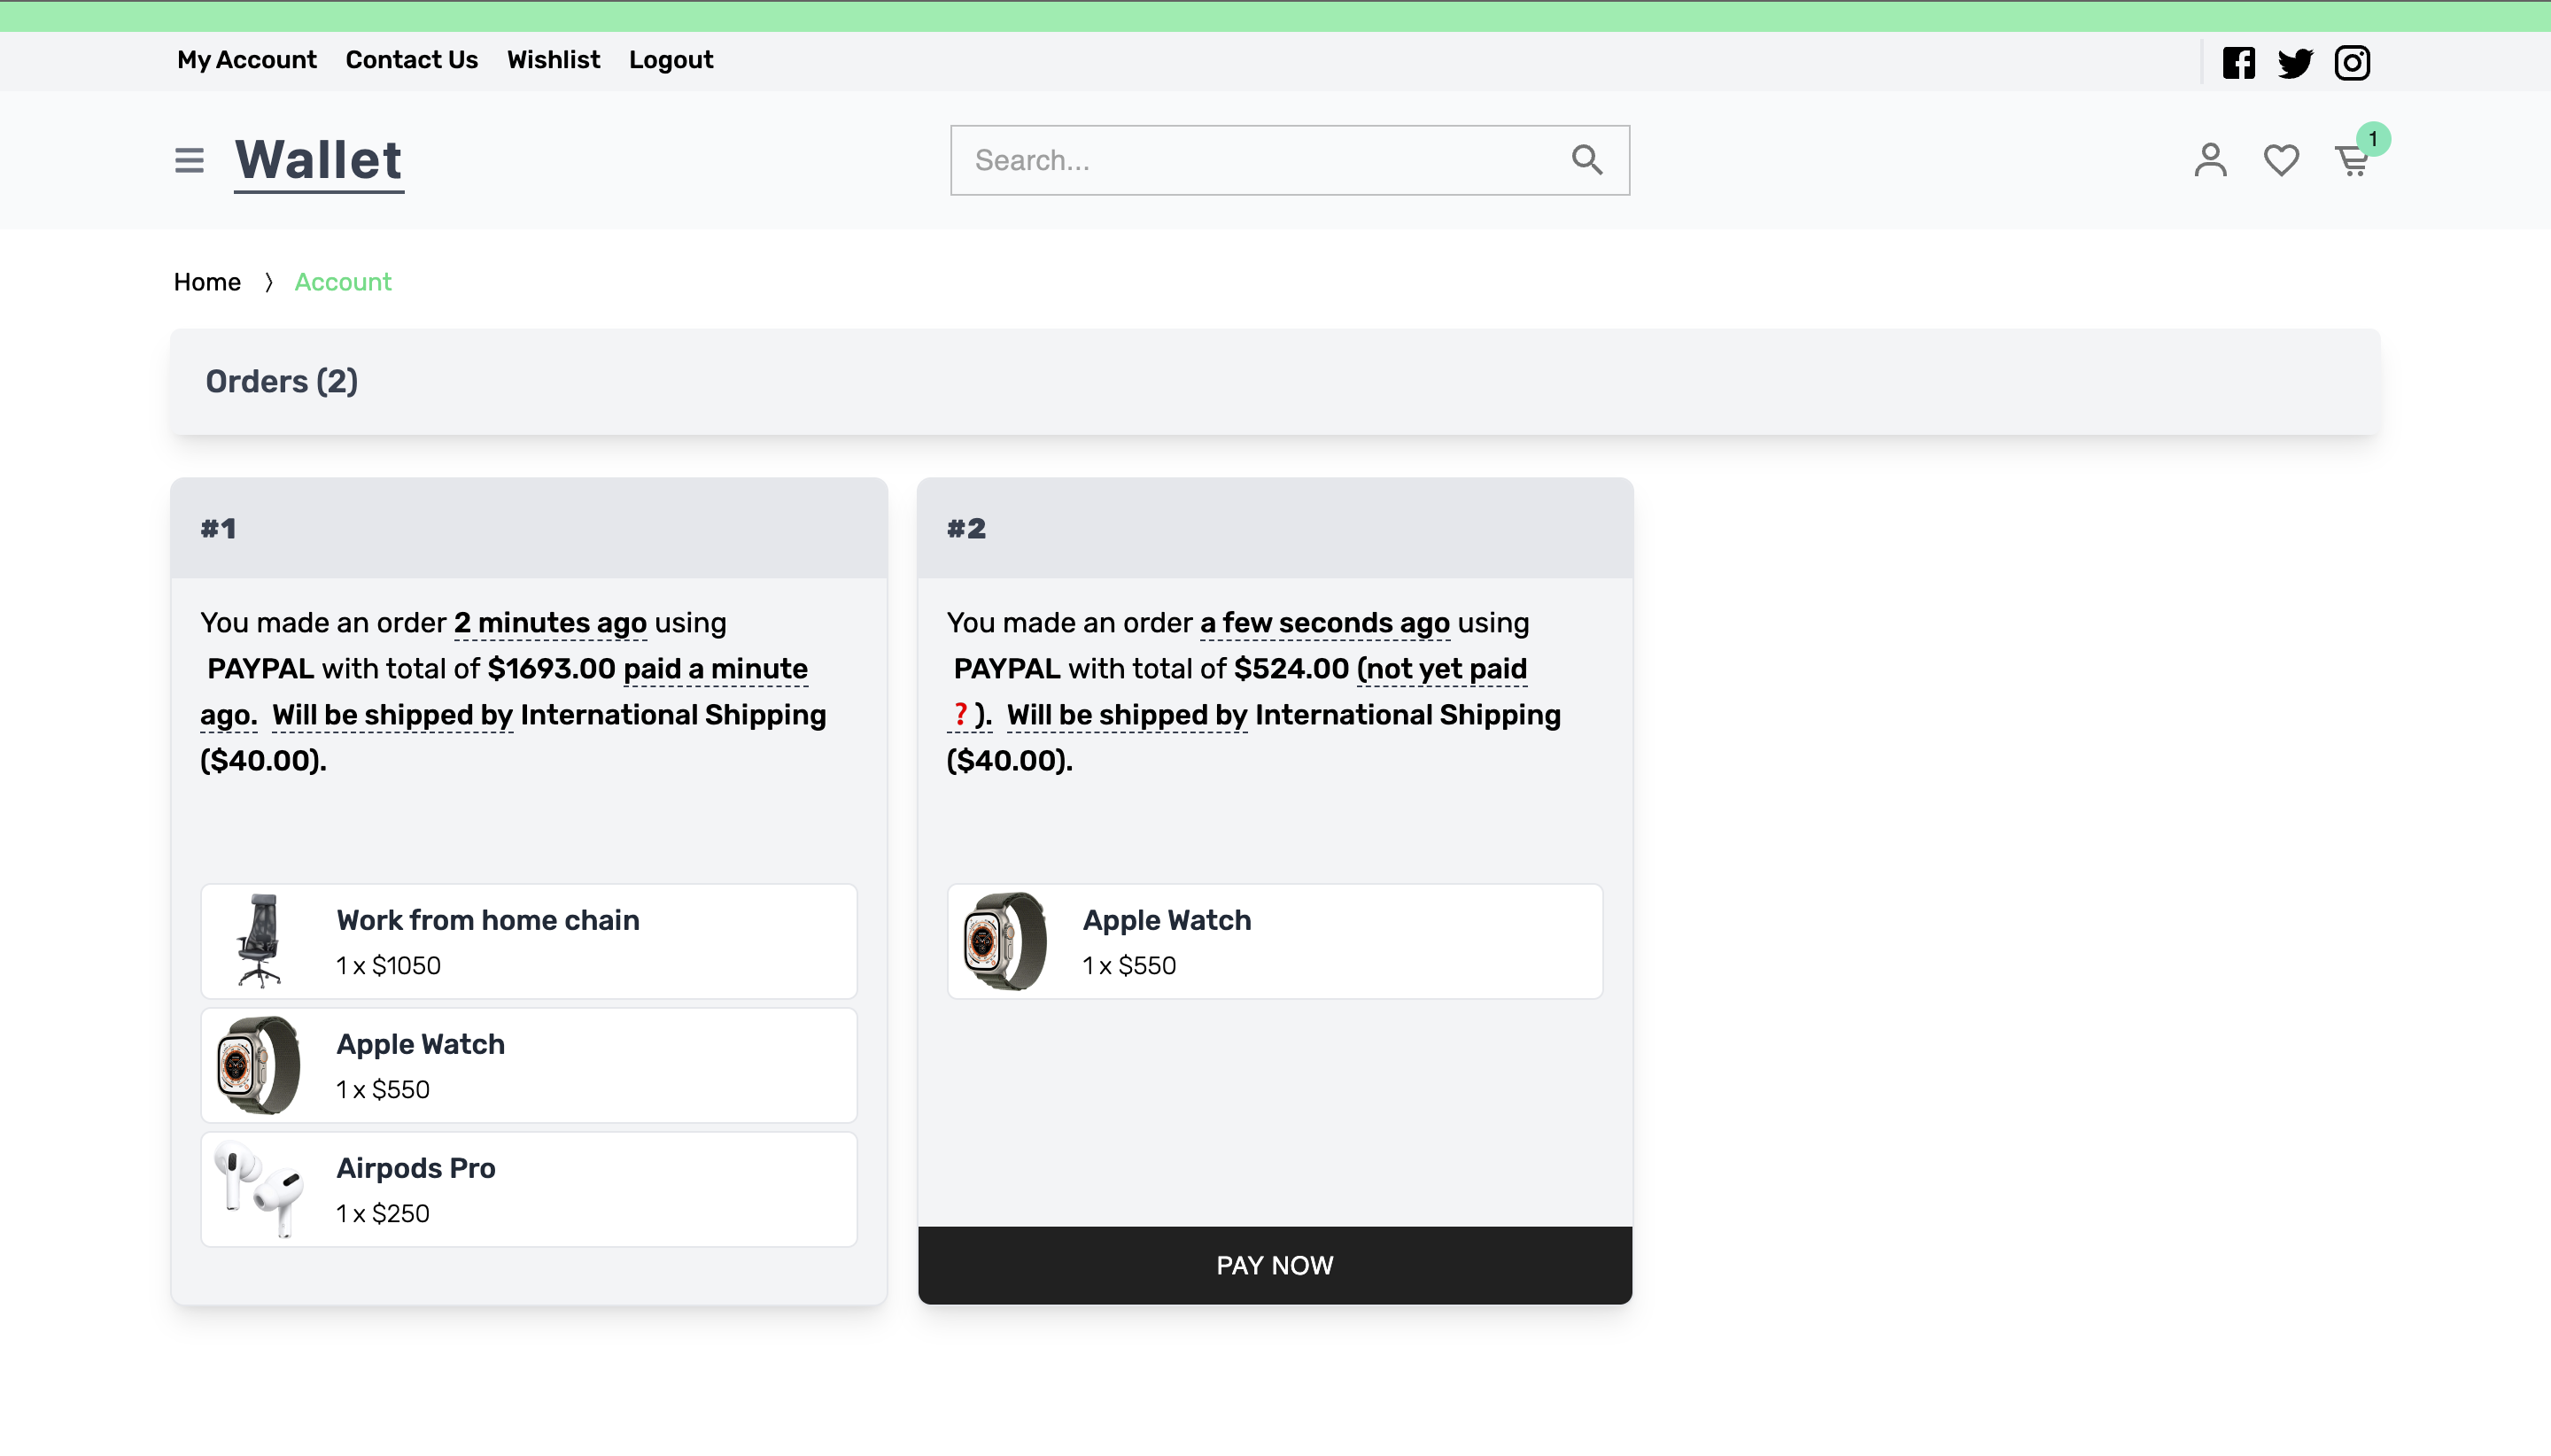 My Account Contact Us Wishlist Logout
Wallet
Search...
1
Home > Account
Orders (2)
#1
You made an order 2 minutes ago using
PAYPAL with total of $1693.00 paid a minute
ago. Will be shipped by International Shipping
($40.00).
Work from home chain
1 x $1050
Apple Watch
1 x $550
Airpods Pro
1 x $250
#2
You made an order a few seconds ago using
PAYPAL with total of $524.00 (not yet paid
❓). Will be shipped by International Shipping
($40.00).
Apple Watch
1 x $550
PAY NOW